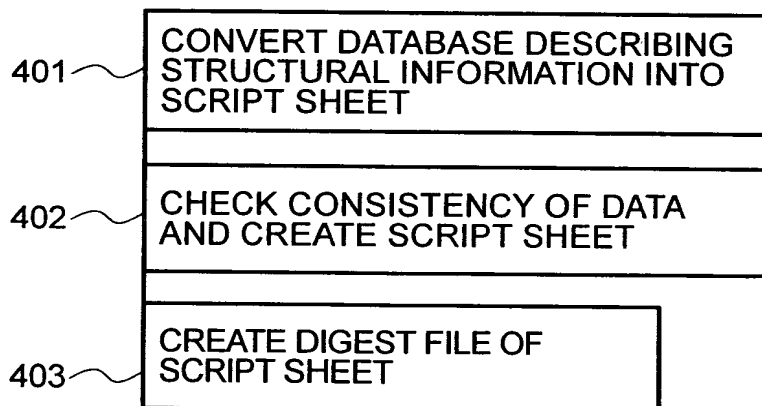 401
CONVERT DATABASE DESCRIBING
STRUCTURAL INFORMATION INTO
SCRIPT SHEET
402
CHECK CONSISTENCY OF DATA
AND CREATE SCRIPT SHEET
403
CREATE DIGEST FILE OF
SCRIPT SHEET